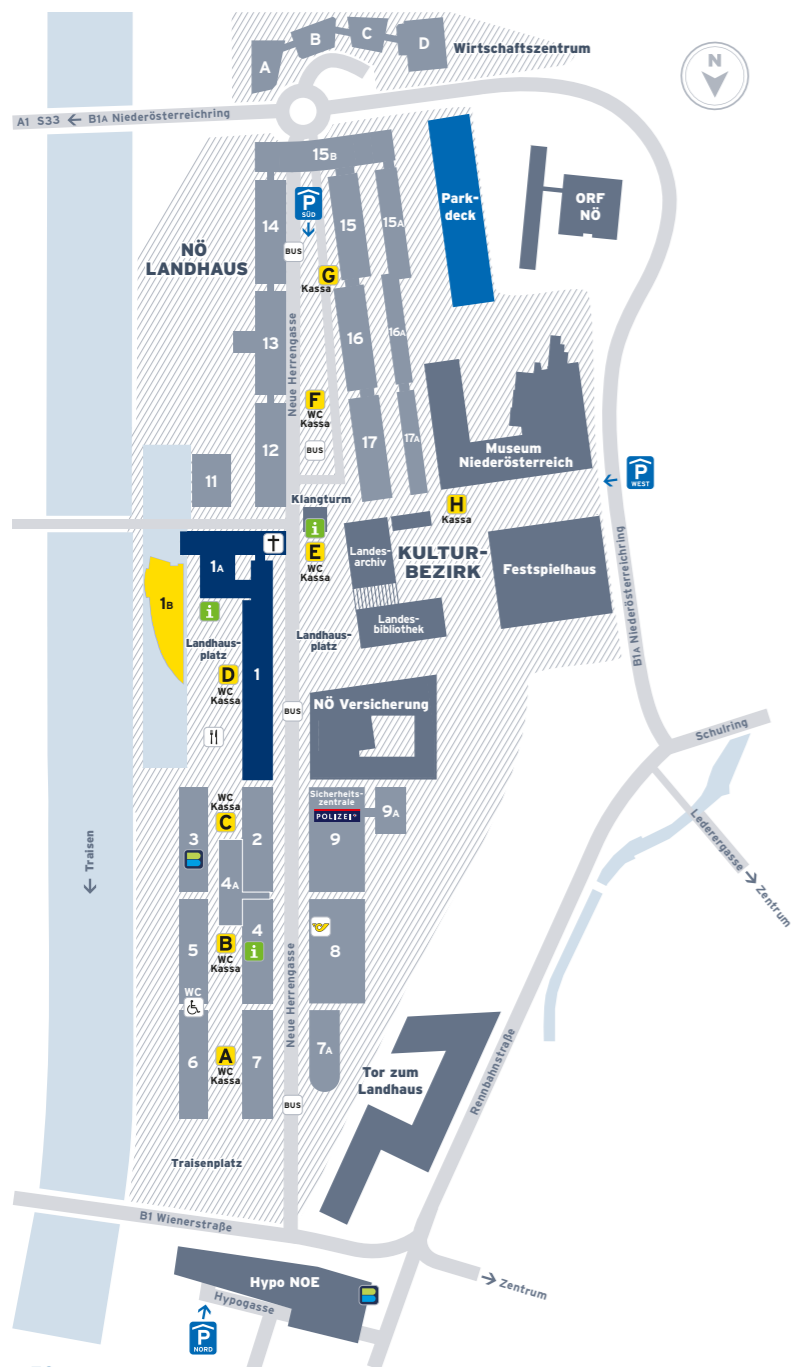 A
B
C
D
Wirtschaftszentrum
N
A1 S33 ← B1A Niederösterreichring
15B
P
SÜD
Park-
deck
ORF
NÖ
14
15
15A
BUS
NÖ
LANDHAUS
G
Kassa
Neue Herrengasse
13
16
16A
F
WC
Kassa
BUS
12
17
17A
Museum
Niederösterreich
P
WEST
11
Klangturm
i
H
Kassa
E
WC
Kassa
Landes-
archiv
KULTUR-
BEZIRK
Festspielhaus
1A
1B
i
Landhaus-
platz
Landhaus-
platz
Landes-
bibliothek
B1A Niederösterreichring
D
WC
Kassa
1
BUS
NÖ Versicherung
Schulring
WC
Kassa
C
Sicherheits-
zentrale
POLIZEI
9A
3
2
9
4A
Lederergasse → Zentrum
← Traisen
5
B
WC
Kassa
4
i
8
WC
Neue Herrengasse
6
A
WC
Kassa
7
7A
BUS
Tor zum
Landhaus
Rennbahnstraße
Traisenplatz
B1 Wienerstraße
Hypo NOE
Hypogasse
→ Zentrum
P
NORD